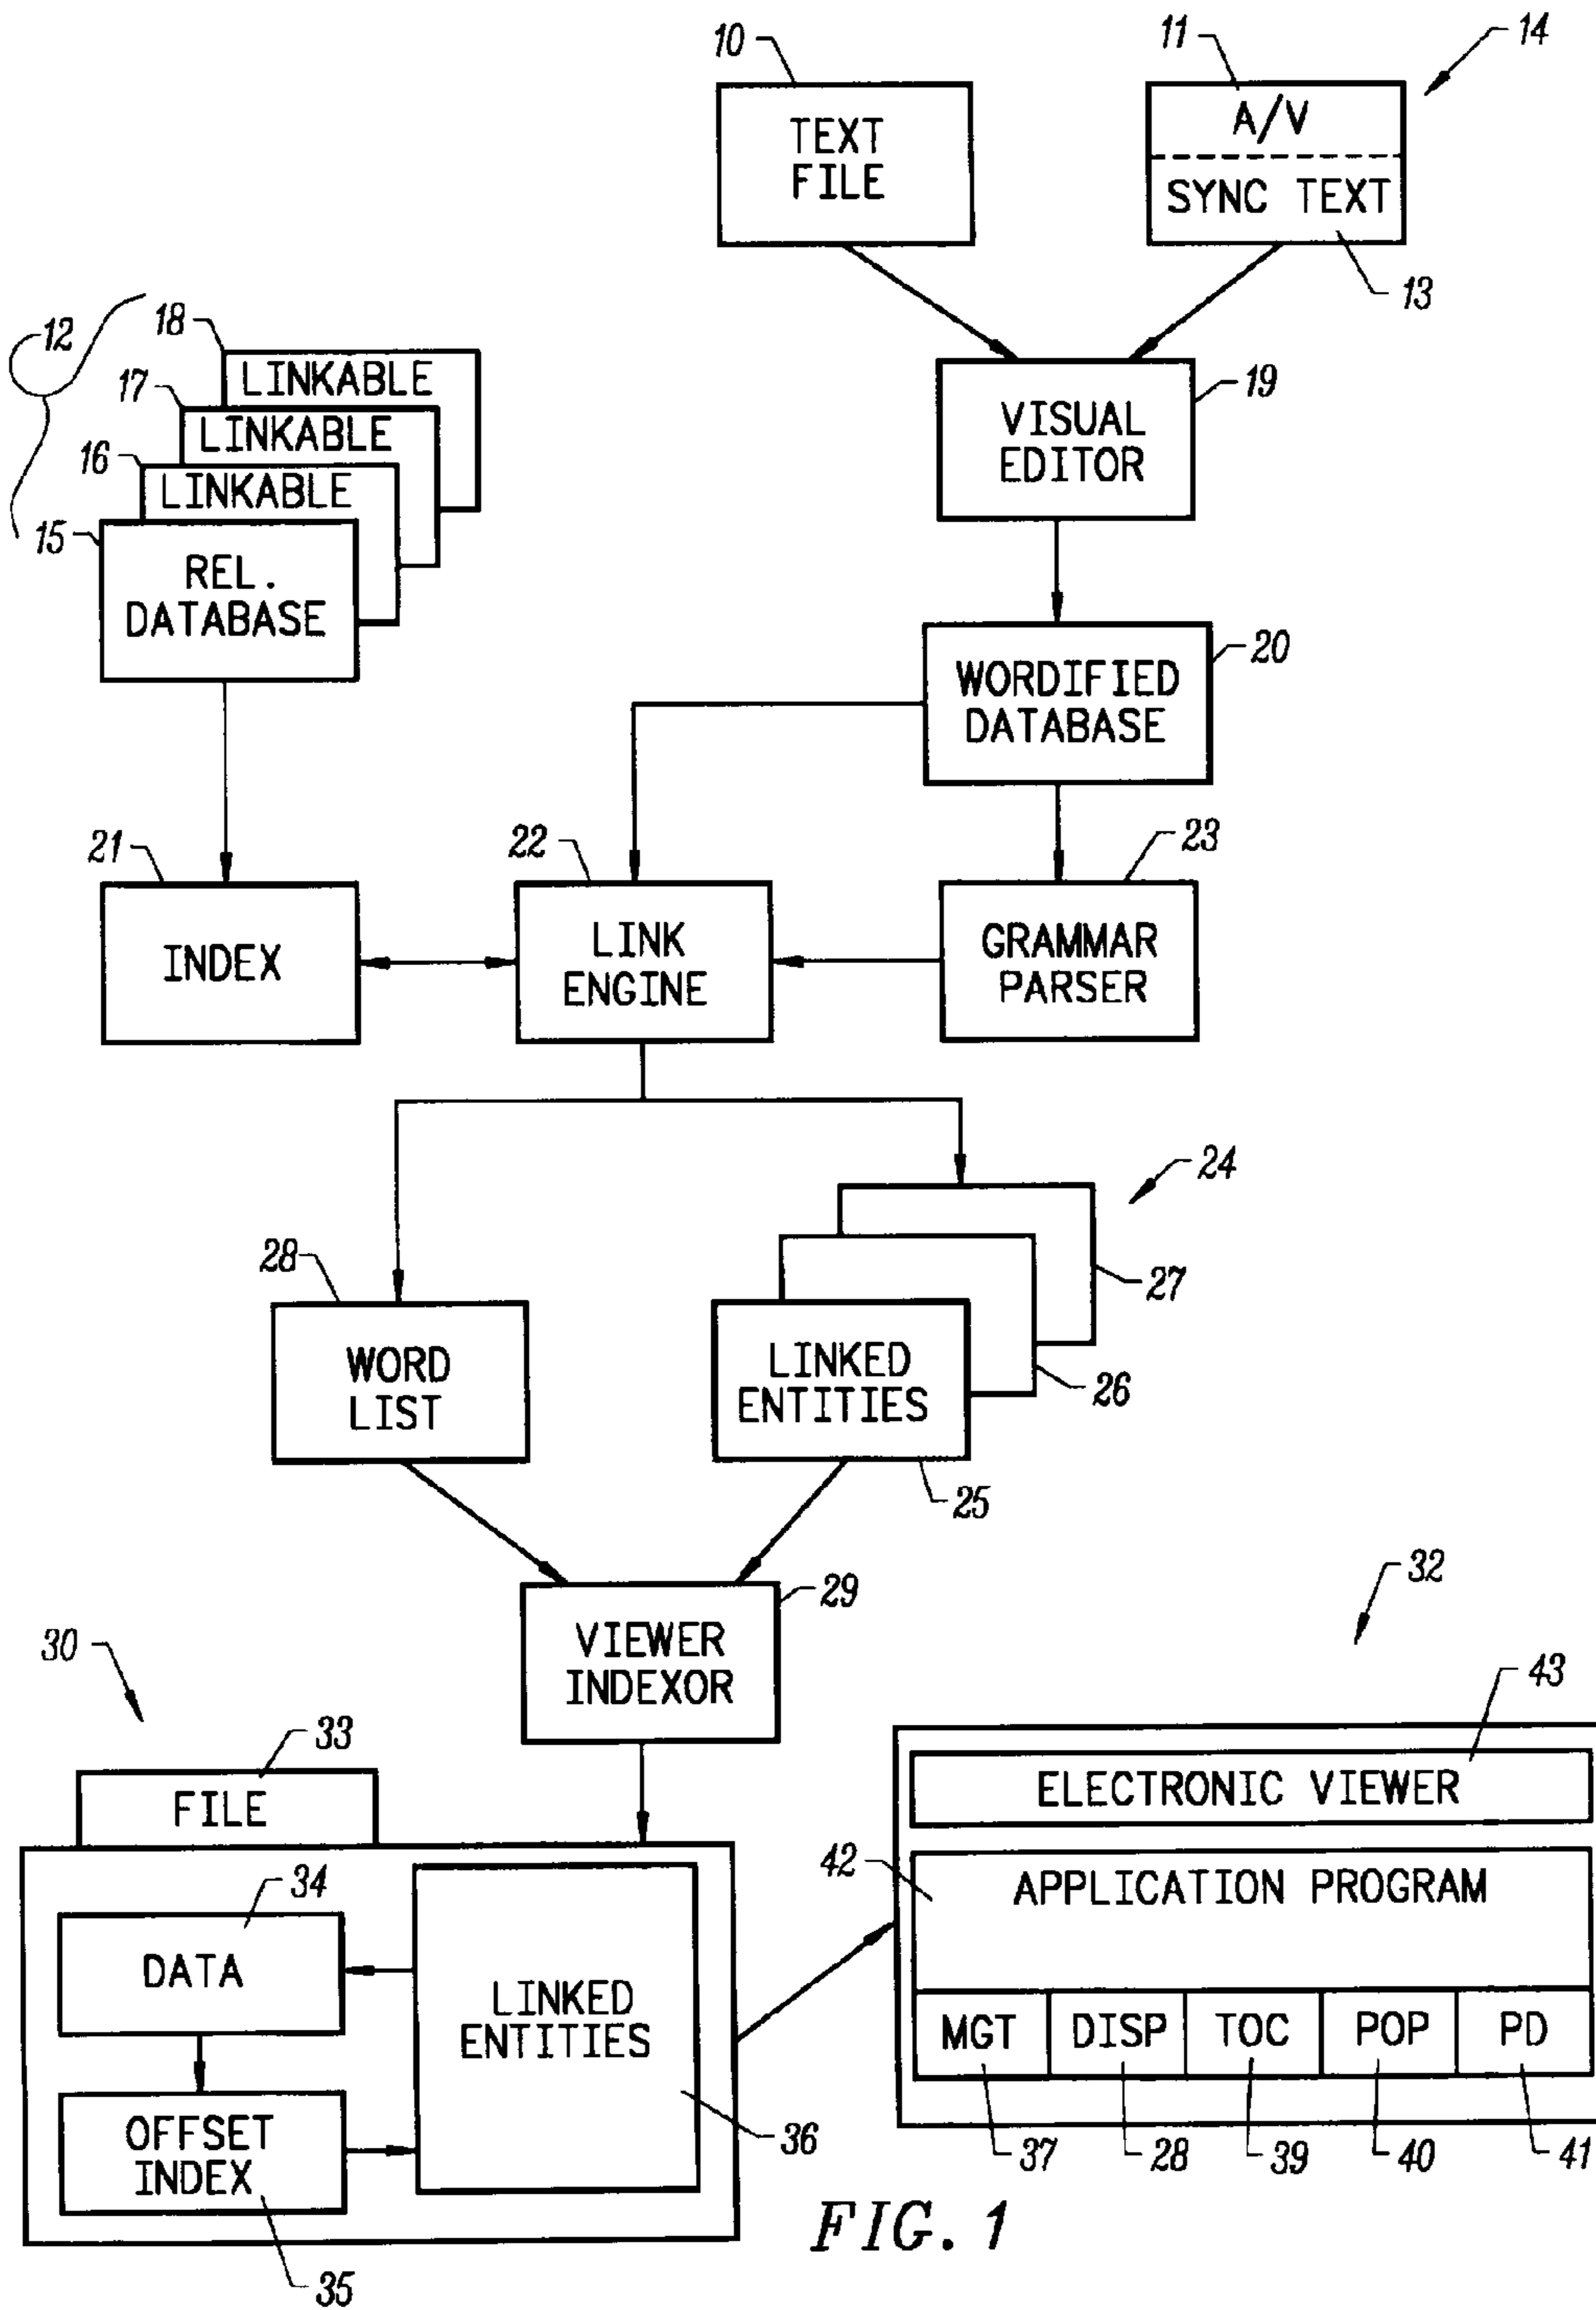 10
11
14
TEXT
FILE
A/V
SYNC TEXT
13
12
18
LINKABLE
17
LINKABLE
16
LINKABLE
15
REL.
DATABASE
19
VISUAL
EDITOR
20
WORDIFIED
DATABASE
21
INDEX
22
LINK
ENGINE
23
GRAMMAR
PARSER
24
27
26
28
WORD
LIST
LINKED
ENTITIES
25
29
VIEWER
INDEXOR
30
33
FILE
34
DATA
LINKED
ENTITIES
36
OFFSET
INDEX
35
32
43
ELECTRONIC VIEWER
42
APPLICATION PROGRAM
MGT DISP TOC POP PD
37 28 39 40 41
FIG. 1